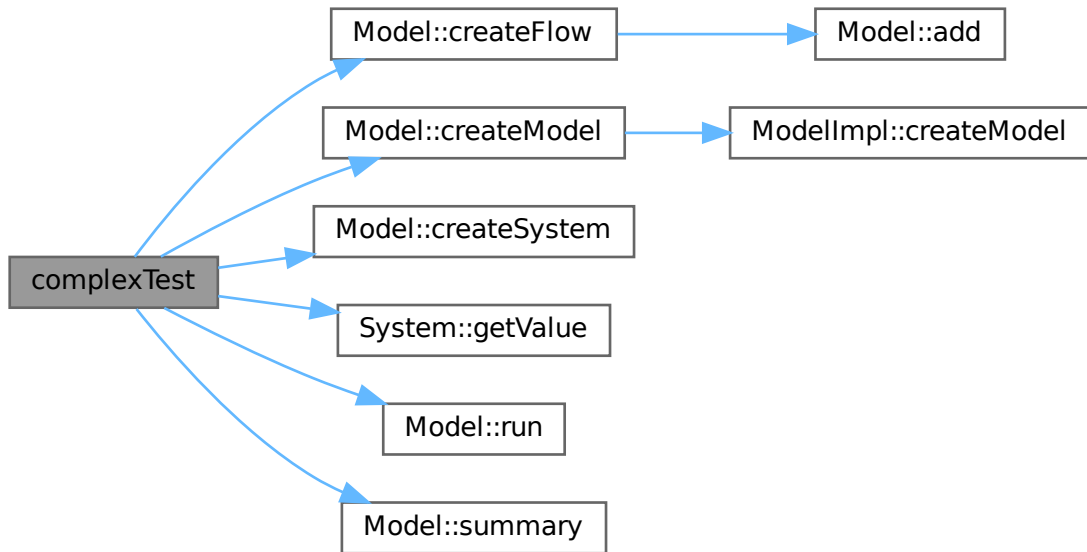 Model::createFlow
Model::add
Model::createModel
ModelImpl::createModel
Model::createSystem
complexTest
System::getValue
Model::run
Model::summary